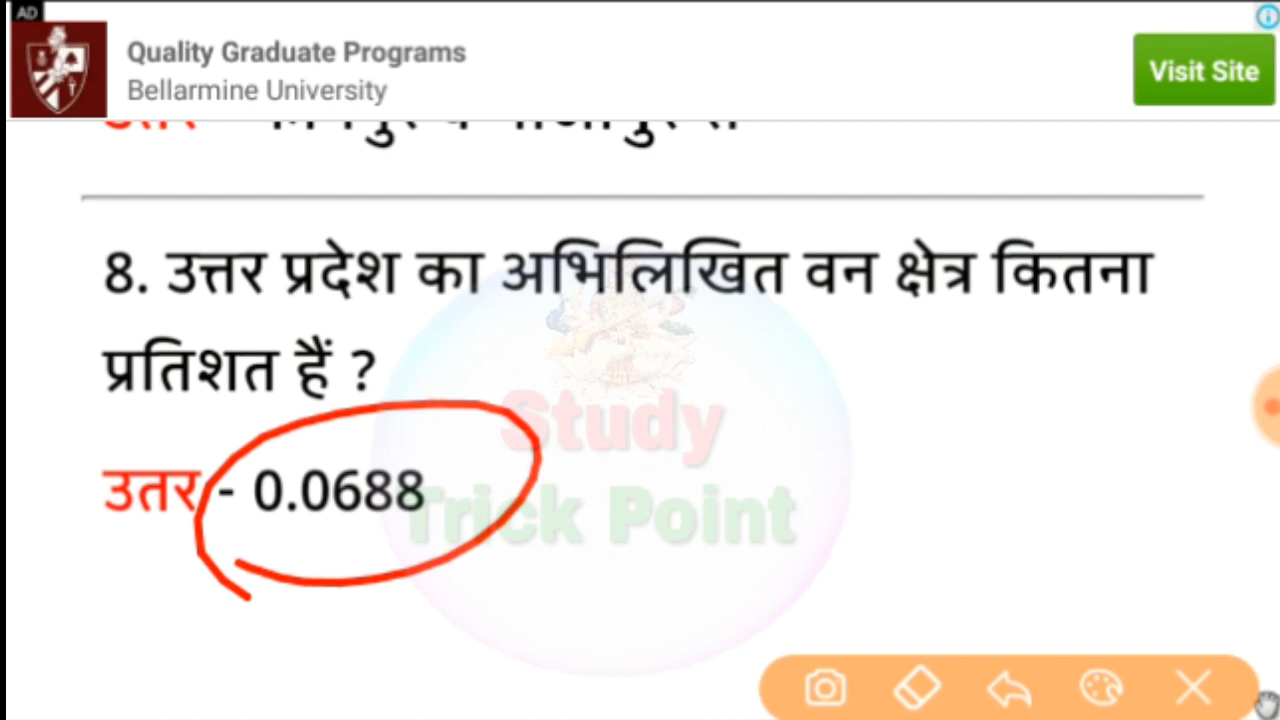 AD
Quality Graduate Programs
Bellarmine University
Visit Site
8. उत्तर प्रदेश का अभिलिखित वन क्षेत्र कितना
प्रतिशत हैं ?
उतर - 0.0688
Study
Trick Point